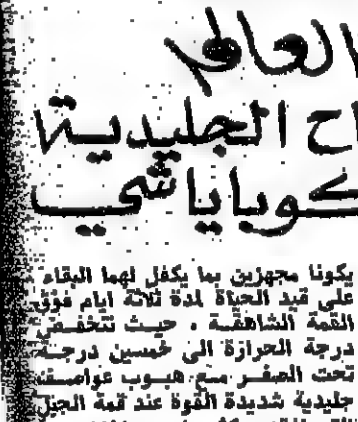 العالم
اح الجليدية
كوباياشي
يكونا مجهزين بما يكفل لهما البقاء
على قيد الحياة لمدة ثلاثة ايام فوق
القمة الشاهقة ، حيث تنخفض
درجة الحرارة الى خمسين درجة
تحت الصفر مع هبوب عواصف
جليدية شديدة القوة عند قمة الجبل